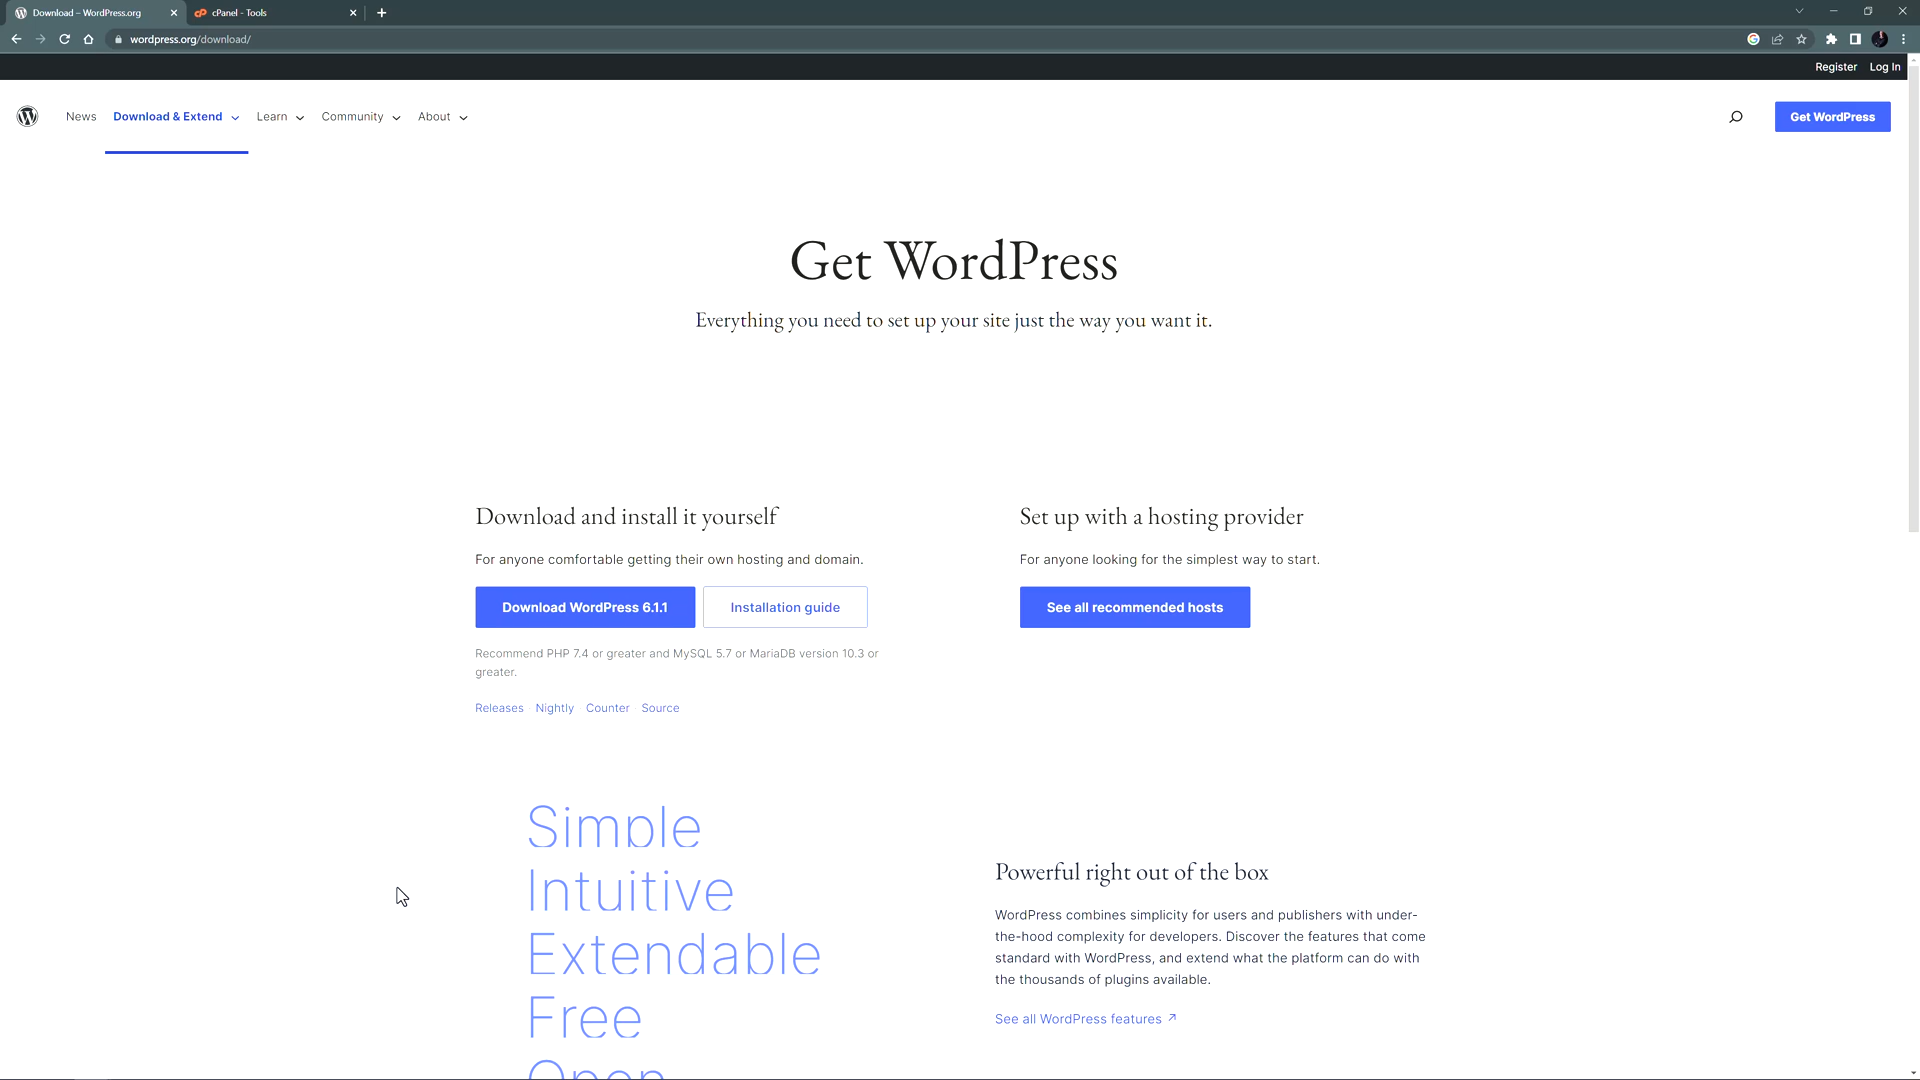 Download – WordPress.org
cPanel - Tools
wordpress.org/download/
Register Log In
News Download & Extend Learn Community About
Get WordPress
Get WordPress
Everything you need to set up your site just the way you want it.
Download and install it yourself
For anyone comfortable getting their own hosting and domain.
Download WordPress 6.1.1
Installation guide
Recommend PHP 7.4 or greater and MySQL 5.7 or MariaDB version 10.3 or
greater.
Releases Nightly Counter Source
Set up with a hosting provider
For anyone looking for the simplest way to start.
See all recommended hosts
Simple
Intuitive
Extendable
Free
Open
Powerful right out of the box
WordPress combines simplicity for users and publishers with under-
the-hood complexity for developers. Discover the features that come
standard with WordPress, and extend what the platform can do with
the thousands of plugins available.
See all WordPress features ↗